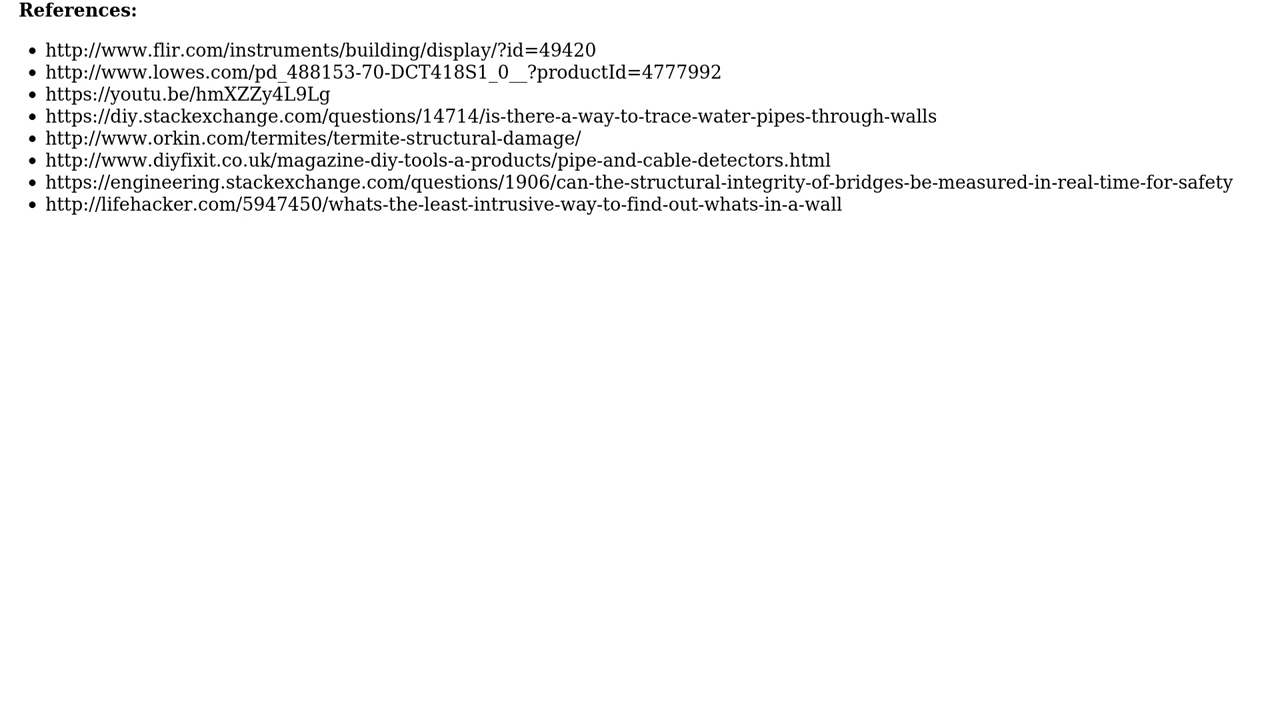 References:
• http://www.flir.com/instruments/building/display/?id=49420
• http://www.lowes.com/pd_488153-70-DCT418S1_0__?productId=4777992
• https://youtu.be/hmXZZy4L9Lg
• https://diy.stackexchange.com/questions/14714/is-there-a-way-to-trace-water-pipes-through-walls
• http://www.orkin.com/termites/termite-structural-damage/
• http://www.diyfixit.co.uk/magazine-diy-tools-a-products/pipe-and-cable-detectors.html
• https://engineering.stackexchange.com/questions/1906/can-the-structural-integrity-of-bridges-be-measured-in-real-time-for-safety
• http://lifehacker.com/5947450/whats-the-least-intrusive-way-to-find-out-whats-in-a-wall